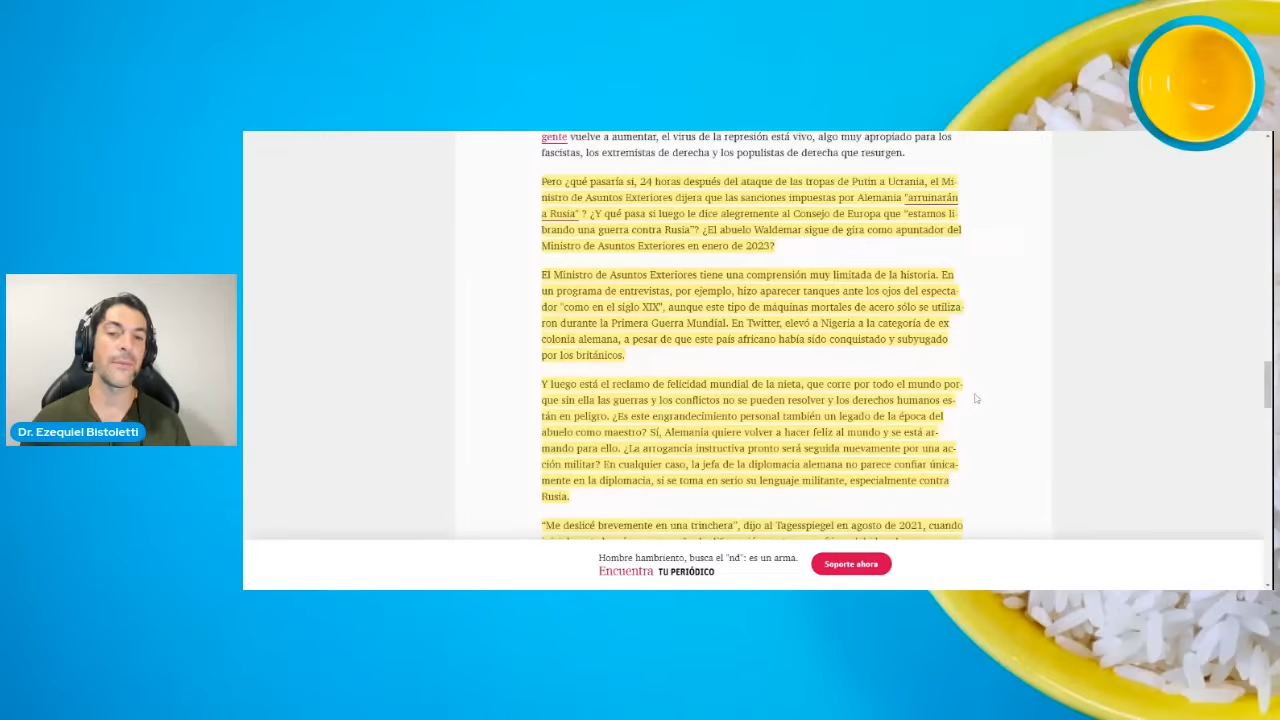 gente vuelve a aumentar, el virus de la represión está vivo, algo muy apropiado para los
fascistas, los extremistas de derecha y los populistas de derecha que resurgen.
Pero ¿qué pasaría si, 24 horas después del ataque de las tropas de Putin a Ucrania, el Mi-
nistro de Asuntos Exteriores dijera que las sanciones impuestas por Alemania "arruinarán
a Rusia" ? ¿Y qué pasa si luego le dice alegremente al Consejo de Europa que "estamos li-
brando una guerra contra Rusia"? ¿El abuelo Waldemar sigue de gira como apuntador del
Ministro de Asuntos Exteriores en enero de 2023?
El Ministro de Asuntos Exteriores tiene una comprensión muy limitada de la historia. En
un programa de entrevistas, por ejemplo, hizo aparecer tanques ante los ojos del especta-
dor "como en el siglo XIX", aunque este tipo de máquinas mortales de acero sólo se utiliza-
ron durante la Primera Guerra Mundial. En Twitter, elevó a Nigeria a la categoría de ex
colonia alemana, a pesar de que este país africano había sido conquistado y subyugado
por los británicos.
Y luego está el reclamo de felicidad mundial de la nieta, que corre por todo el mundo por-
que sin ella las guerras y los conflictos no se pueden resolver y los derechos humanos es-
tán en peligro. ¿Es este engrandecimiento personal también un legado de la época del
abuelo como maestro? Sí, Alemania quiere volver a hacer feliz al mundo y se está ar-
mando para ello. ¿La arrogancia instructiva pronto será seguida nuevamente por una ac-
ción militar? En cualquier caso, la jefa de la diplomacia alemana no parece confiar única-
mente en la diplomacia, si se toma en serio su lenguaje militante, especialmente contra
Rusia.
"Me deslicé brevemente en una trinchera", dijo al Tagesspiegel en agosto de 2021, cuando
Dr. Ezequiel Bistoletti
Hombre hambriento, busca el "nd": es un arma.
Encuentra TU PERIÓDICO
Soporte ahora